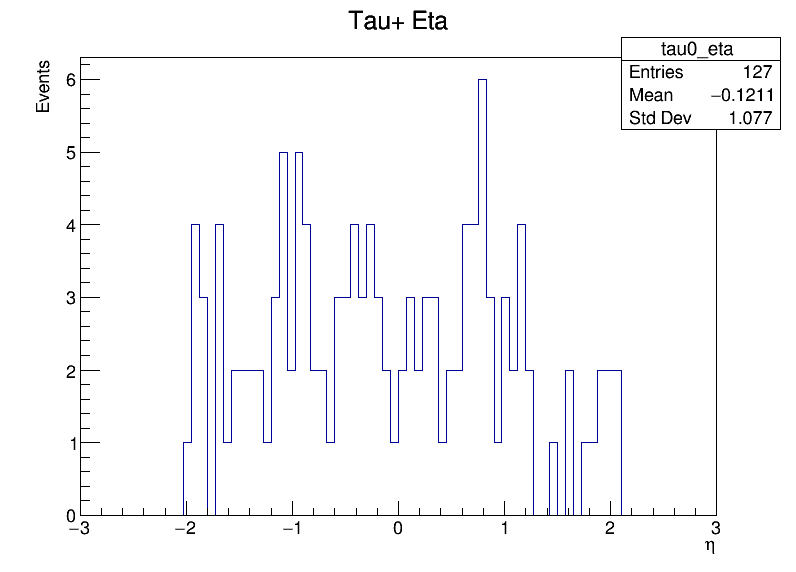 Tau+ Eta
tau0_eta
Entries 127
Mean −0.1211
Std Dev 1.077
Events
6
5
4
3
2
1
0
−3 −2 −1 0 1 2 3
η